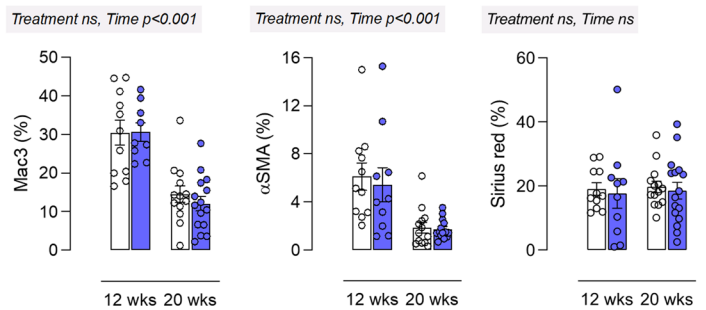 Treatment ns, Time p<0.001
Treatment ns, Time p<0.001
Treatment ns, Time ns
Mac3 (%)
50
40
30
20
10
0
12 wks
20 wks
αSMA (%)
16
12
8
4
0
12 wks
20 wks
Sirius red (%)
60
40
20
0
12 wks
20 wks